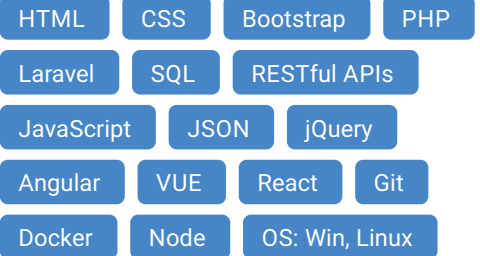 HTML CSS Bootstrap PHP
Laravel SQL RESTful APIs
JavaScript JSON jQuery
Angular VUE React Git
Docker Node OS: Win, Linux